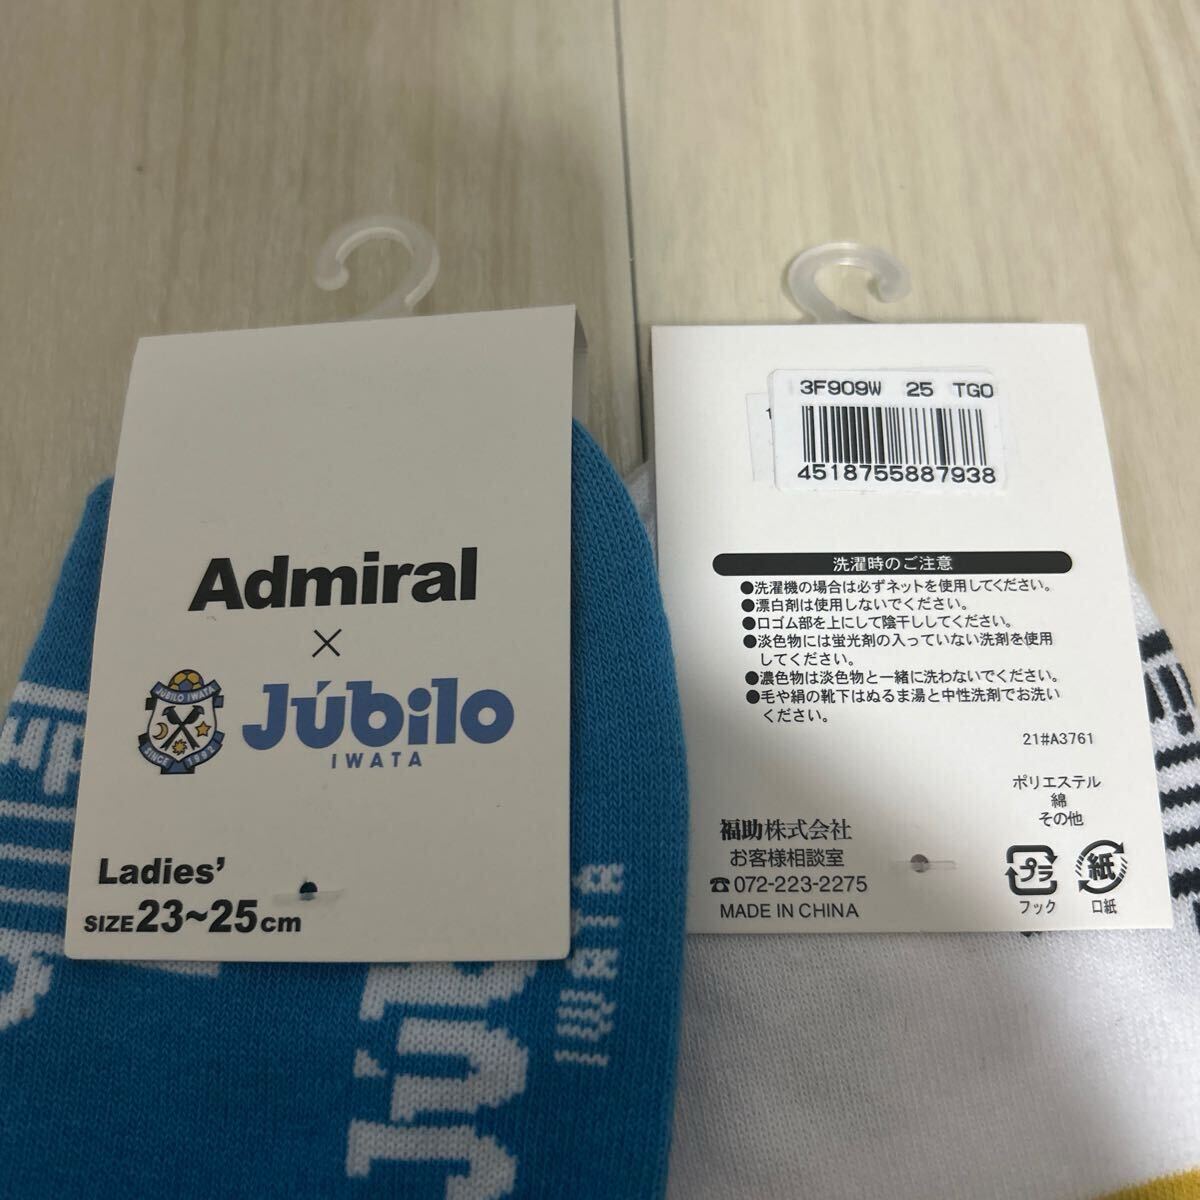 Admiral
×
JUBILO IWATA
SINCE 1992
Júbilo
IWATA
Ladies’
SIZE 23~25cm
3F909W 25 TGO
4518755887938
洗濯時のご注意
●洗濯機の場合は必ずネットを使用してください。
●漂白剤は使用しないでください。
●口ゴム部を上にして陰干ししてください。
●淡色物には蛍光剤の入っていない洗剤を使用
してください。
●濃色物は淡色物と一緒に洗わないでください。
●毛や絹の靴下はぬるま湯と中性洗剤でお洗い
ください。
21#A3761
ポリエステル
綿
その他
福助株式会社
お客様相談室
☎072-223-2275
MADE IN CHINA
プラ
フック
紙
口紙
IWATA